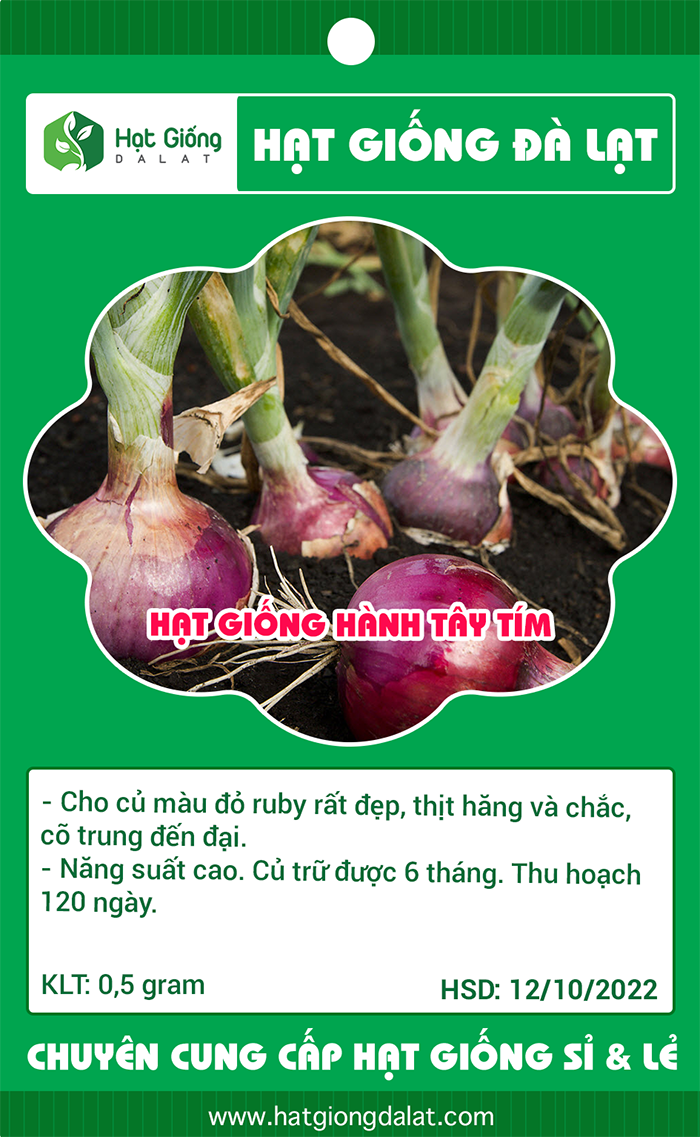 Hạt Giống
DALAT
HẠT GIỐNG ĐÀ LẠT
HẠT GIỐNG HÀNH TÂY TÍM
- Cho củ màu đỏ ruby rất đẹp, thịt hăng và chắc,
cõ trung đến đại.
- Năng suất cao. Củ trữ được 6 tháng. Thu hoạch
120 ngày.
KLT: 0,5 gram
HSD: 12/10/2022
CHUYÊN CUNG CẤP HẠT GIỐNG SỈ & LẺ
www.hatgiongdalat.com